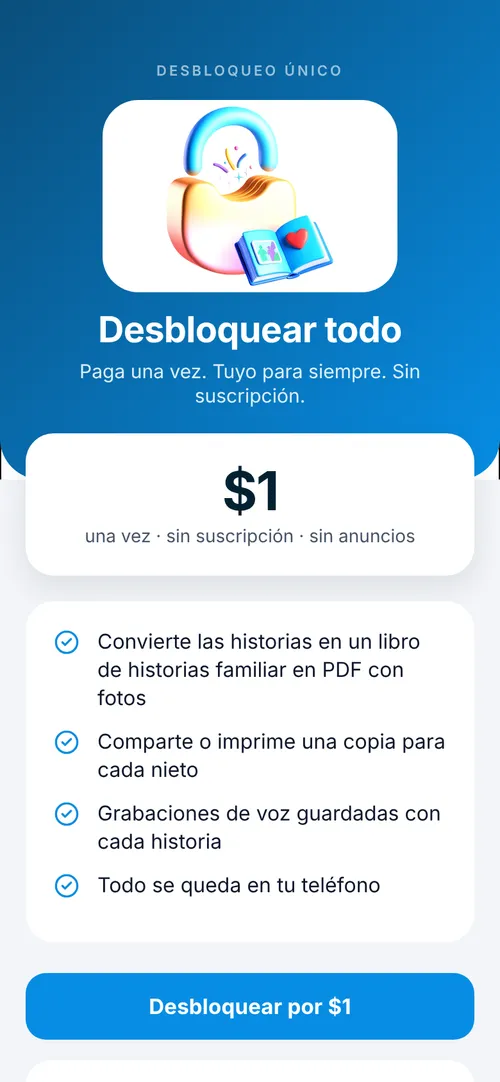 DESBLOQUEO ÚNICO
Desbloquear todo
Paga una vez. Tuyo para siempre. Sin
suscripción.
$1
una vez · sin suscripción · sin anuncios
Convierte las historias en un libro
de historias familiar en PDF con
fotos
Comparte o imprime una copia para
cada nieto
Grabaciones de voz guardadas con
cada historia
Todo se queda en tu teléfono
Desbloquear por $1